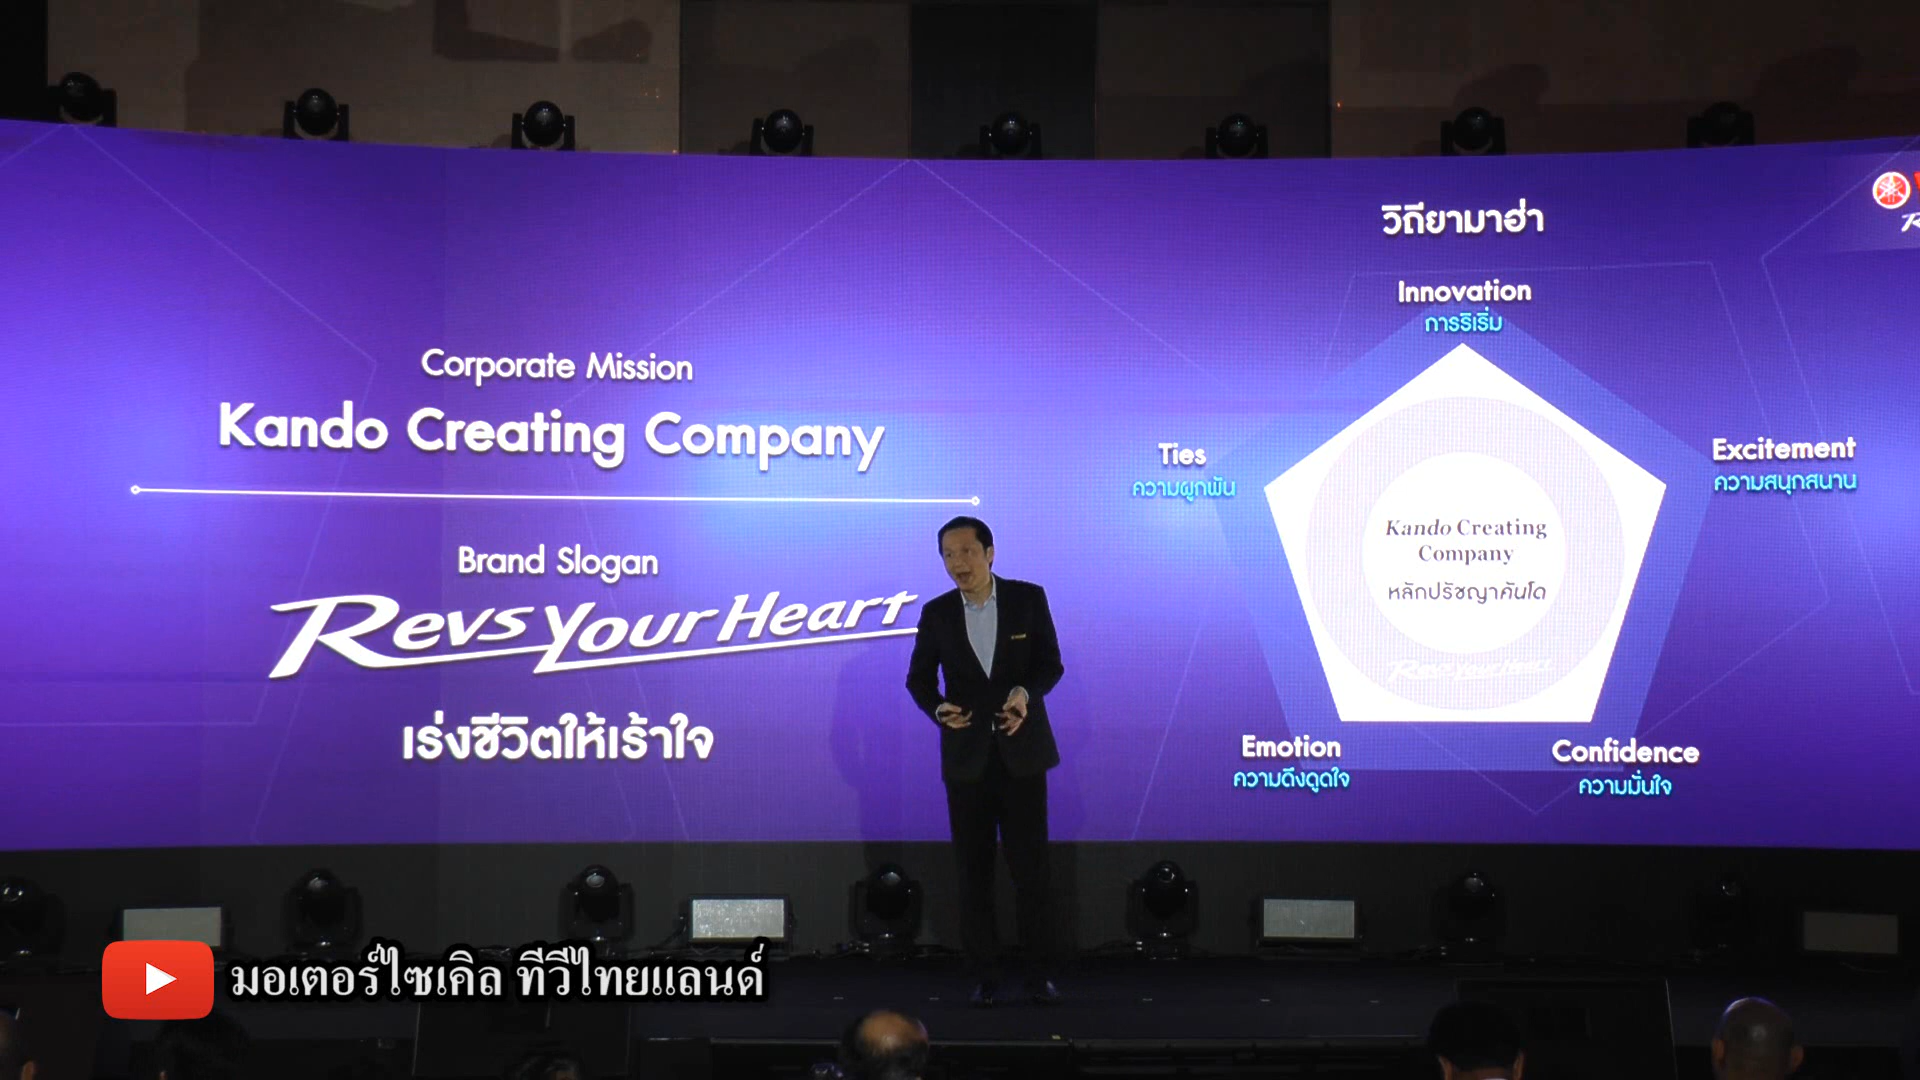 Corporate Mission
Kando Creating Company
Brand Slogan
Revs Your Heart
เร่งชีวิตให้เร้าใจ
วิถียามาฮ่า
Innovation
การริเริ่ม
Ties
ความผูกพัน
Excitement
ความสนุกสนาน
Kando Creating
Company
หลักปรัชญาคันโด
Revs Your Heart
Emotion
ความดึงดูดใจ
Confidence
ความมั่นใจ
มอเตอร์ไซเคิล ทีวีไทยแลนด์